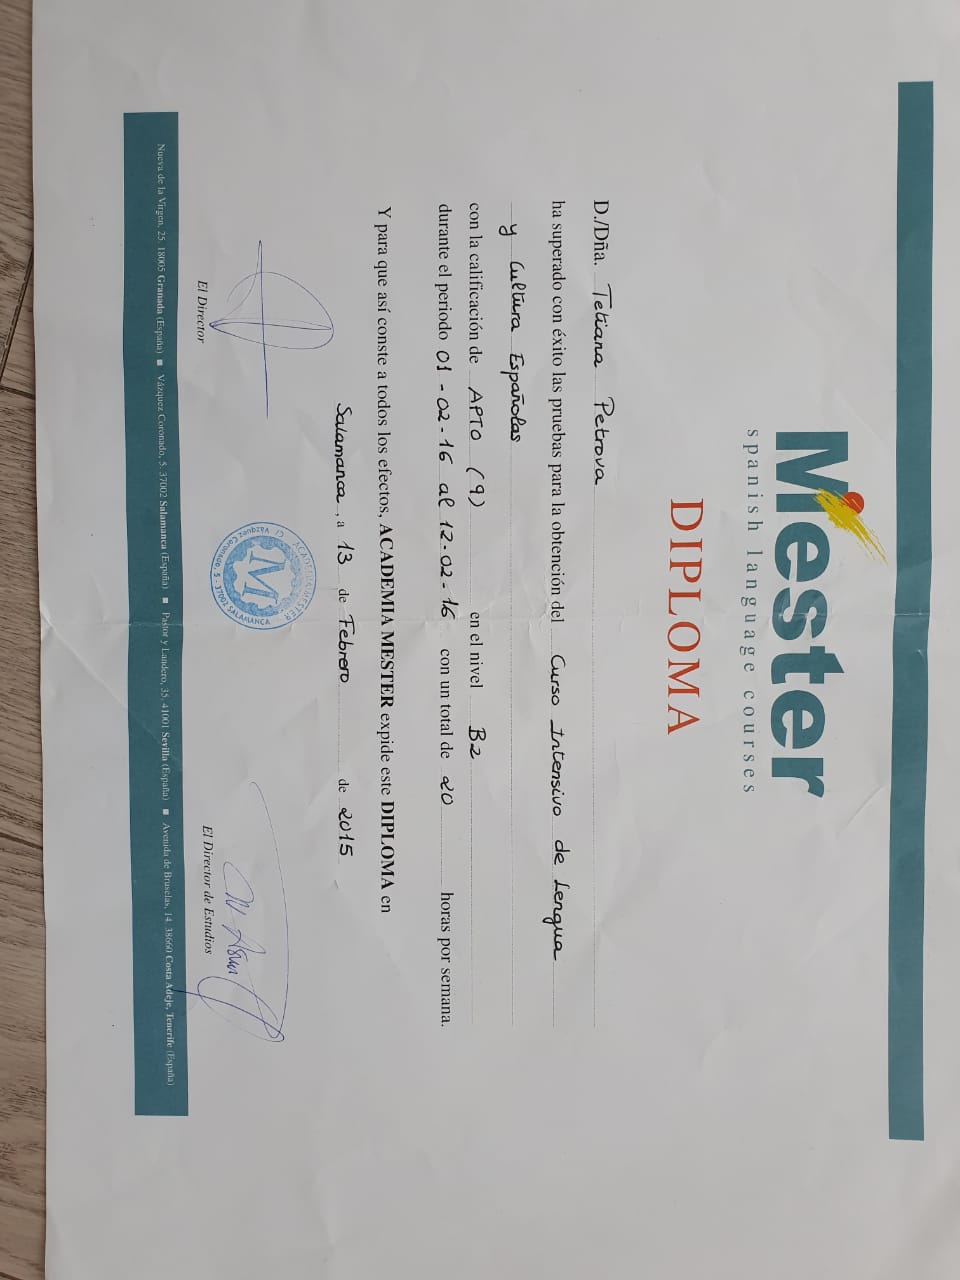 Mester
spanish language courses
DIPLOMA
D./Dña. Tetiana Petrova
ha superado con éxito las pruebas para la obtención del Curso Intensivo de Lengua
y Cultura Españolas
con la calificación de APTO (9) en el nivel B2
durante el periodo 01-02-16 al 12-02-16 con un total de 20 horas por semana.
Y para que así conste a todos los efectos, ACADEMIA MESTER expide este DIPLOMA en
Salamanca, a 13 de Febrero de 2015
ACADEMIA MESTER
M
C/ Vázquez Coronado, 5 - 37002 SALAMANCA
El Director
El Director de Estudios
Nueva de la Virgen, 25. 18005 Granada (España) ■ Vázquez Coronado, 5. 37002 Salamanca (España) ■ Pastor y Landero, 35. 41001 Sevilla (España) ■ Avenida de Bruselas, 14. 38660 Costa Adeje, Tenerife (España)